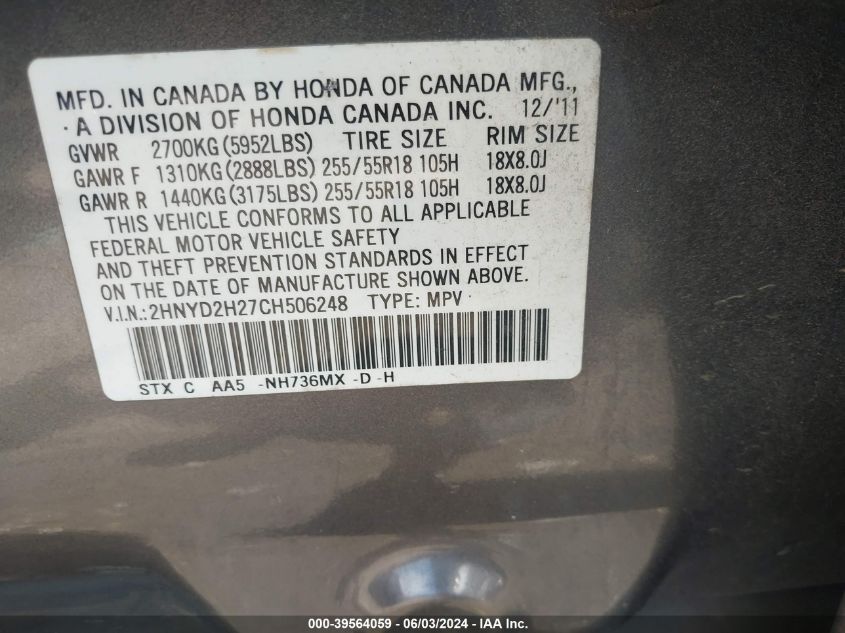 MFD. IN CANADA BY HONDA OF CANADA MFG.,
A DIVISION OF HONDA CANADA INC. 12/'11
GVWR 2700KG(5952LBS) TIRE SIZE RIM SIZE
GAWR F 1310KG(2888LBS) 255/55R18 105H 18X8.0J
GAWR R 1440KG(3175LBS) 255/55R18 105H 18X8.0J
THIS VEHICLE CONFORMS TO ALL APPLICABLE
FEDERAL MOTOR VEHICLE SAFETY
AND THEFT PREVENTION STANDARDS IN EFFECT
ON THE DATE OF MANUFACTURE SHOWN ABOVE.
V.I.N.:2HNYD2H27CH506248 TYPE: MPV
STX C AA5 -NH736MX -D -H
000-39564059 - 06/03/2024 - IAA Inc.